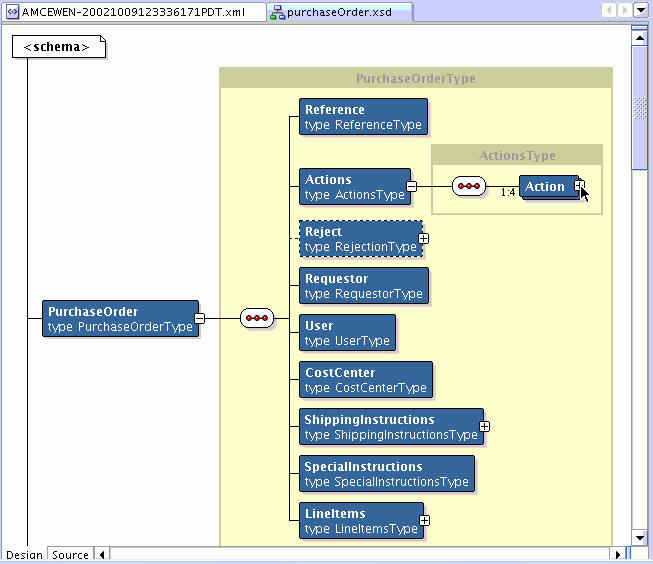 AMCEWEN-20021009123336171PDT.xml
purchaseOrder.xsd
<schema>
PurchaseOrderType
Reference
type ReferenceType
ActionsType
Actions
type ActionsType
1:4
Action
Reject
type RejectionType
Requestor
type RequestorType
PurchaseOrder
type PurchaseOrderType
User
type UserType
CostCenter
type CostCenterType
ShippingInstructions
type ShippingInstructionsType
SpecialInstructions
type SpecialInstructionsType
LineItems
type LineItemsType
Design Source